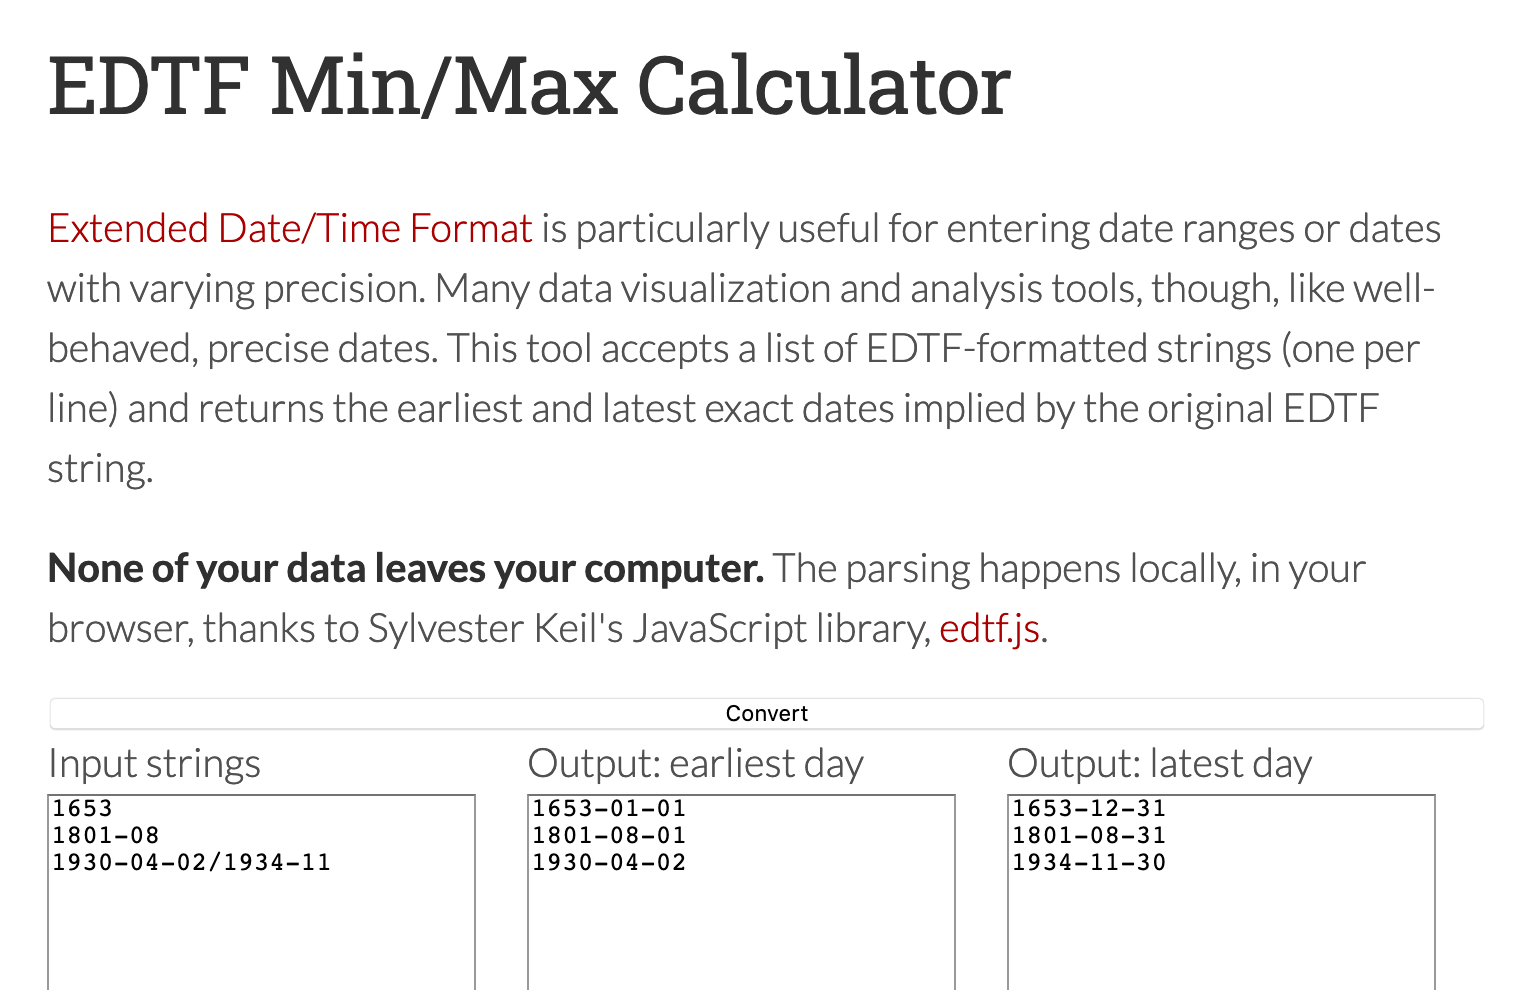 EDTF Min/Max Calculator
Extended Date/Time Format is particularly useful for entering date ranges or dates
with varying precision. Many data visualization and analysis tools, though, like well-
behaved, precise dates. This tool accepts a list of EDTF-formatted strings (one per
line) and returns the earliest and latest exact dates implied by the original EDTF
string.
None of your data leaves your computer. The parsing happens locally, in your
browser, thanks to Sylvester Keil's JavaScript library, edtf.js.
Convert
Input strings
1653
1801-08
1930-04-02/1934-11
Output: earliest day
1653-01-01
1801-08-01
1930-04-02
Output: latest day
1653-12-31
1801-08-31
1934-11-30